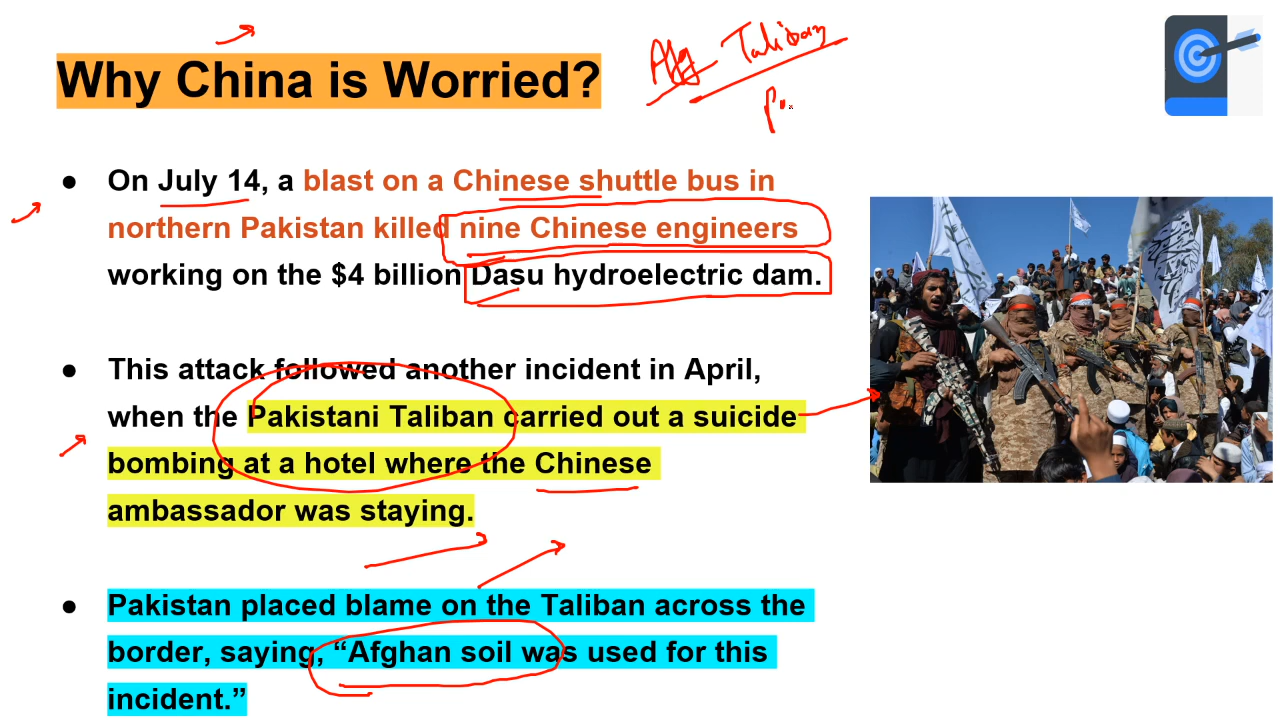 Why China is Worried?
Afg Taliban
● On July 14, a blast on a Chinese shuttle bus in
northern Pakistan killed nine Chinese engineers
working on the $4 billion Dasu hydroelectric dam.
● This attack followed another incident in April,
when the Pakistani Taliban carried out a suicide
bombing at a hotel where the Chinese
ambassador was staying.
● Pakistan placed blame on the Taliban across the
border, saying, “Afghan soil was used for this
incident.”